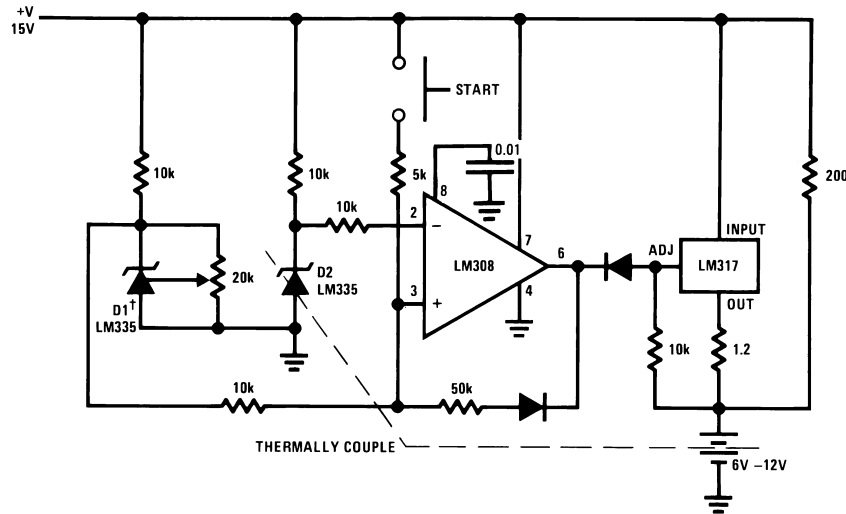 +V
15V
START
10k
10k
5k
0.01
8
200
10k
2
−
7
INPUT
20k
D2
LM335
LM308
6
ADJ
LM317
D1†
LM335
3
+
4
OUT
10k
1.2
10k
50k
THERMALLY COUPLE
6V –12V